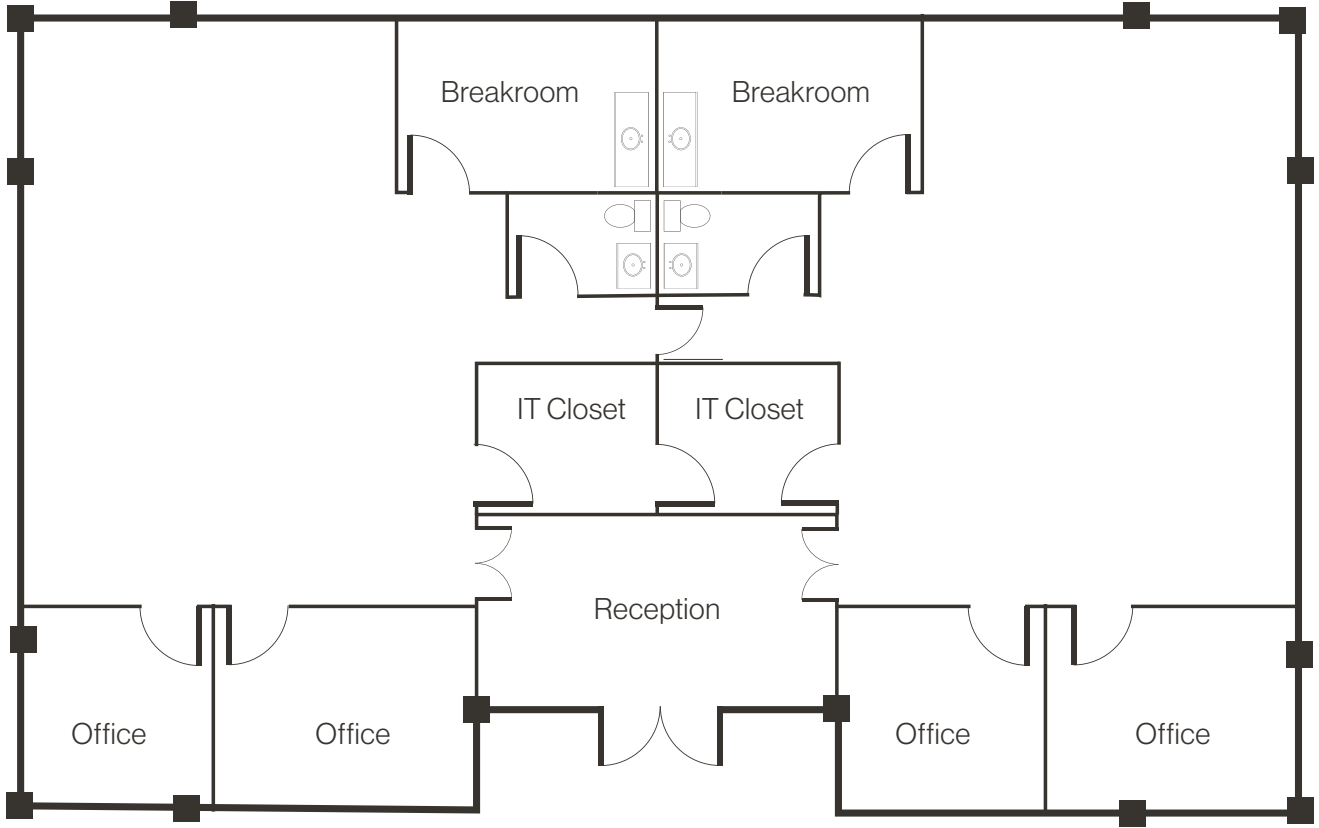 Breakroom
Breakroom
IT Closet
IT Closet
Reception
Office
Office
Office
Office